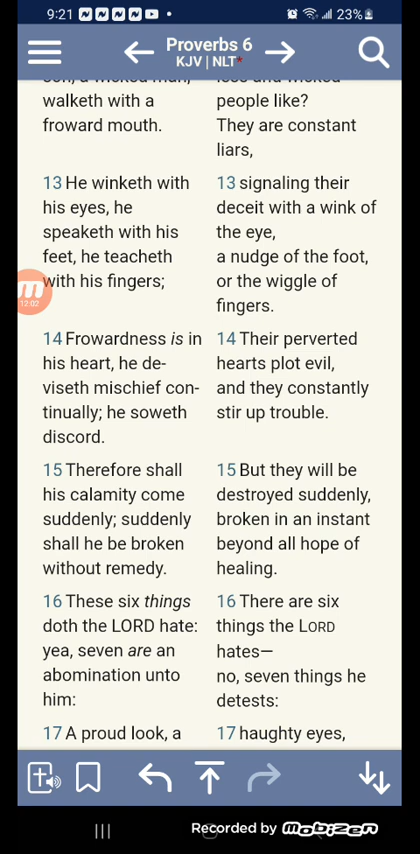 9:21
23%
Proverbs 6
KJV | NLT*
walketh with a
froward mouth.
13 He winketh with
his eyes, he
speaketh with his
feet, he teacheth
with his fingers;
14 Frowardness is in
his heart, he de-
viseth mischief con-
tinually; he soweth
discord.
15 Therefore shall
his calamity come
suddenly; suddenly
shall he be broken
without remedy.
16 These six things
doth the LORD hate:
yea, seven are an
abomination unto
him:
17 A proud look, a
people like?
They are constant
liars,
13 signaling their
deceit with a wink of
the eye,
a nudge of the foot,
or the wiggle of
fingers.
14 Their perverted
hearts plot evil,
and they constantly
stir up trouble.
15 But they will be
destroyed suddenly,
broken in an instant
beyond all hope of
healing.
16 There are six
things the LORD
hates—
no, seven things he
detests:
17 haughty eyes,
m
12:02
Recorded by mobizen